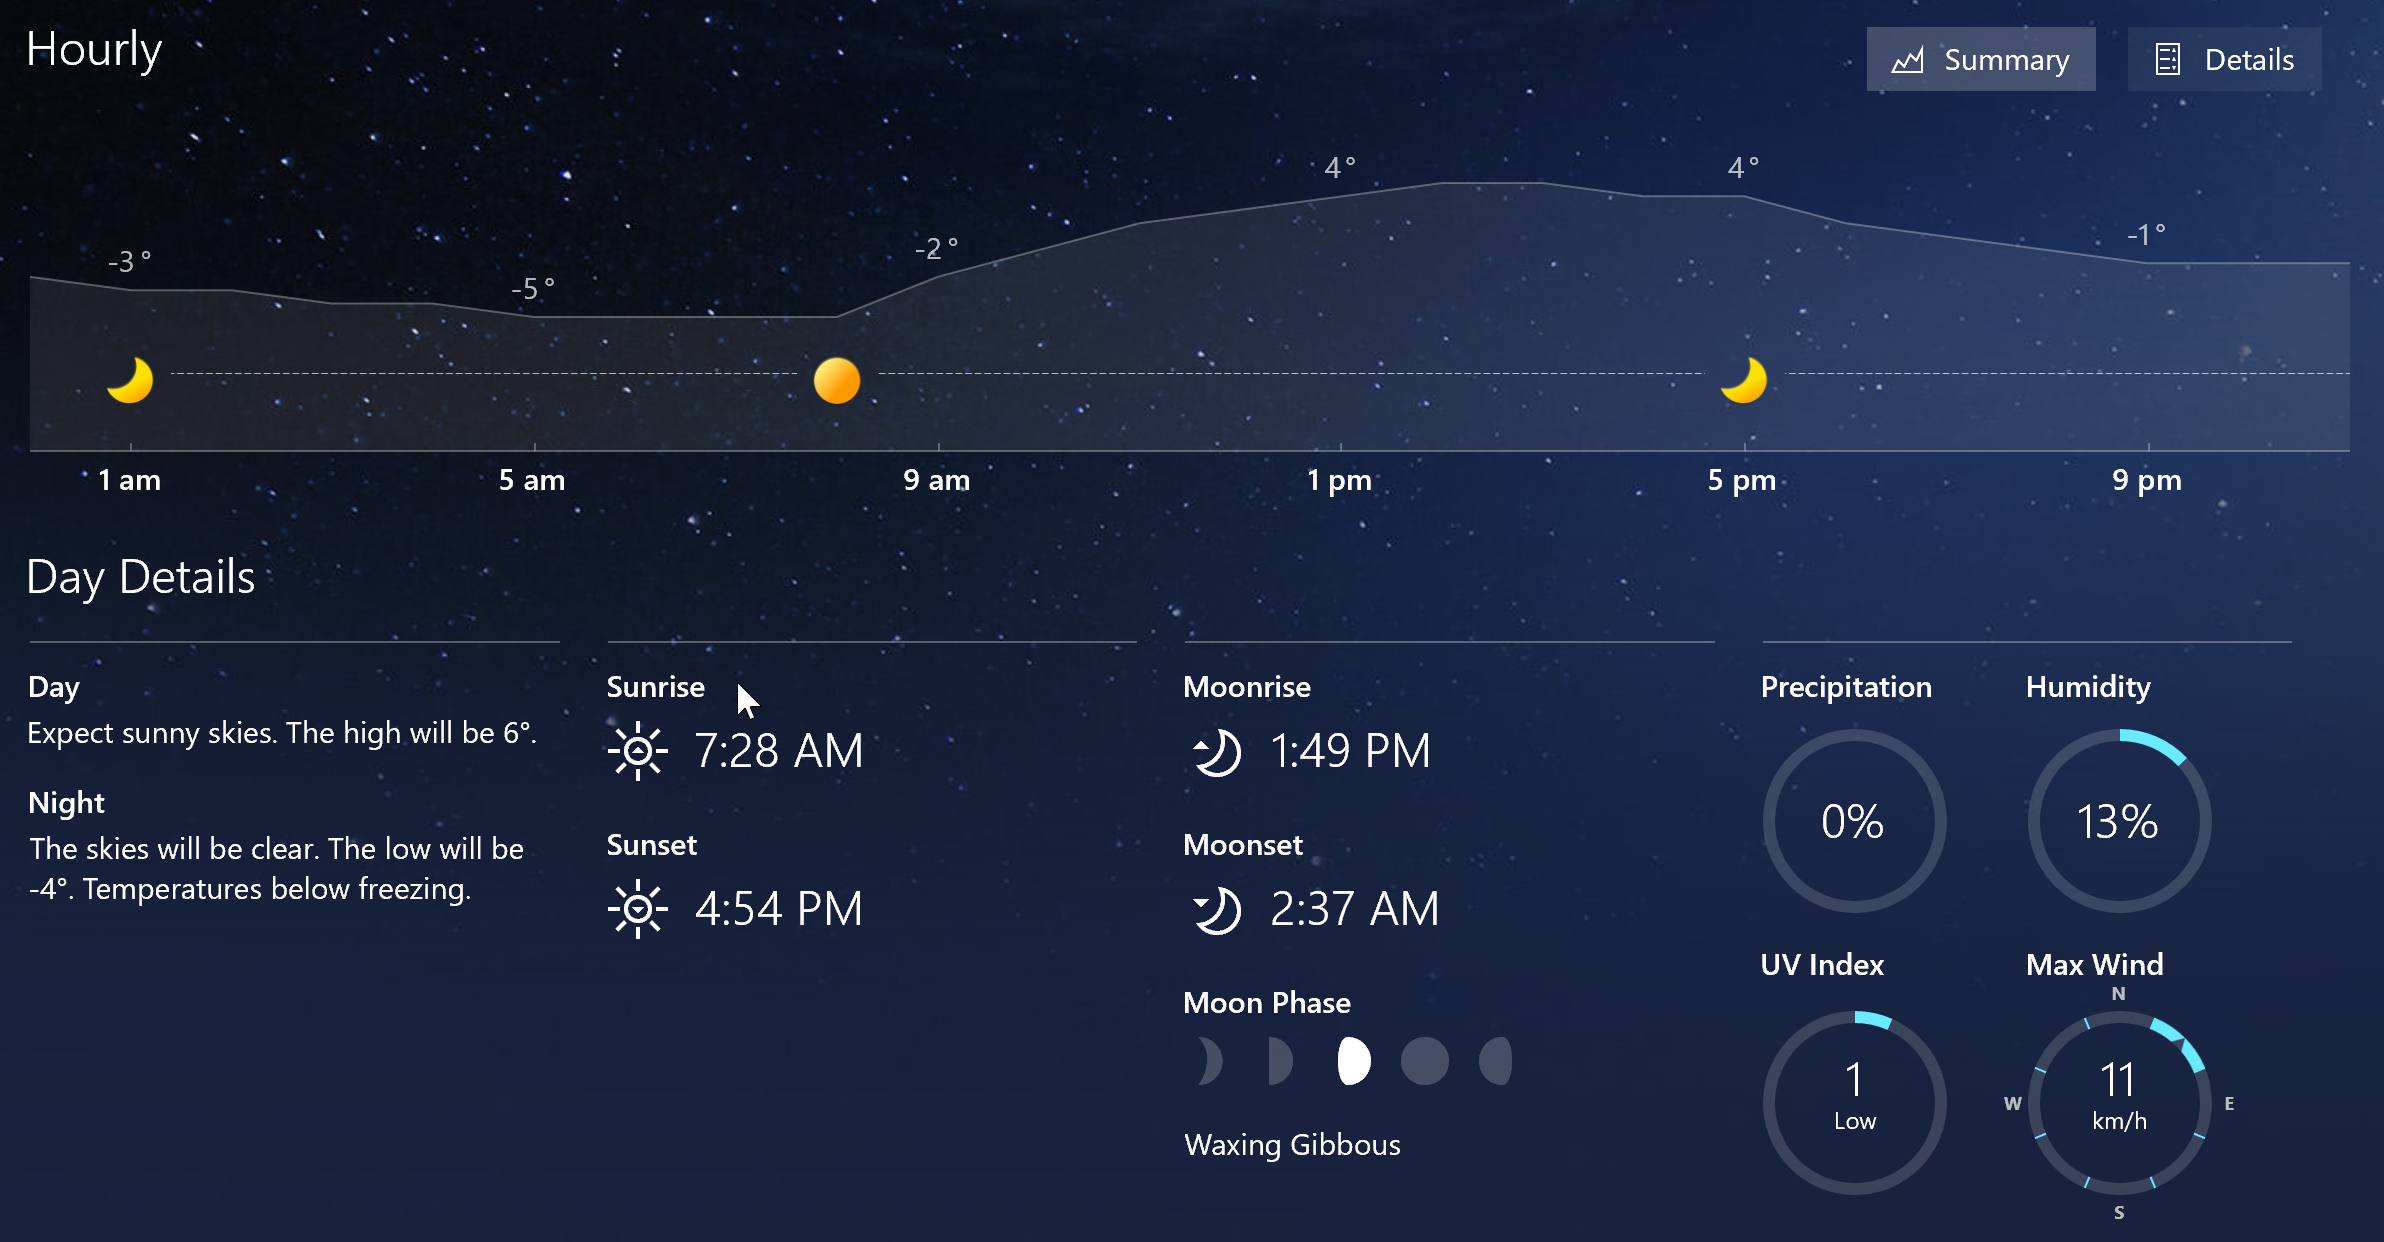 Hourly
Summary
Details
4°
4°
-1°
-2°
-3°
-5°
1 am
5 am
9 am
1 pm
5 pm
9 pm
Day Details
Day
Expect sunny skies. The high will be 6°.
Night
The skies will be clear. The low will be
-4°. Temperatures below freezing.
Sunrise
7:28 AM
Sunset
4:54 PM
Moonrise
1:49 PM
Moonset
2:37 AM
Moon Phase
Waxing Gibbous
Precipitation
0%
Humidity
13%
UV Index
1
Low
Max Wind
N
11
km/h
W
E
S